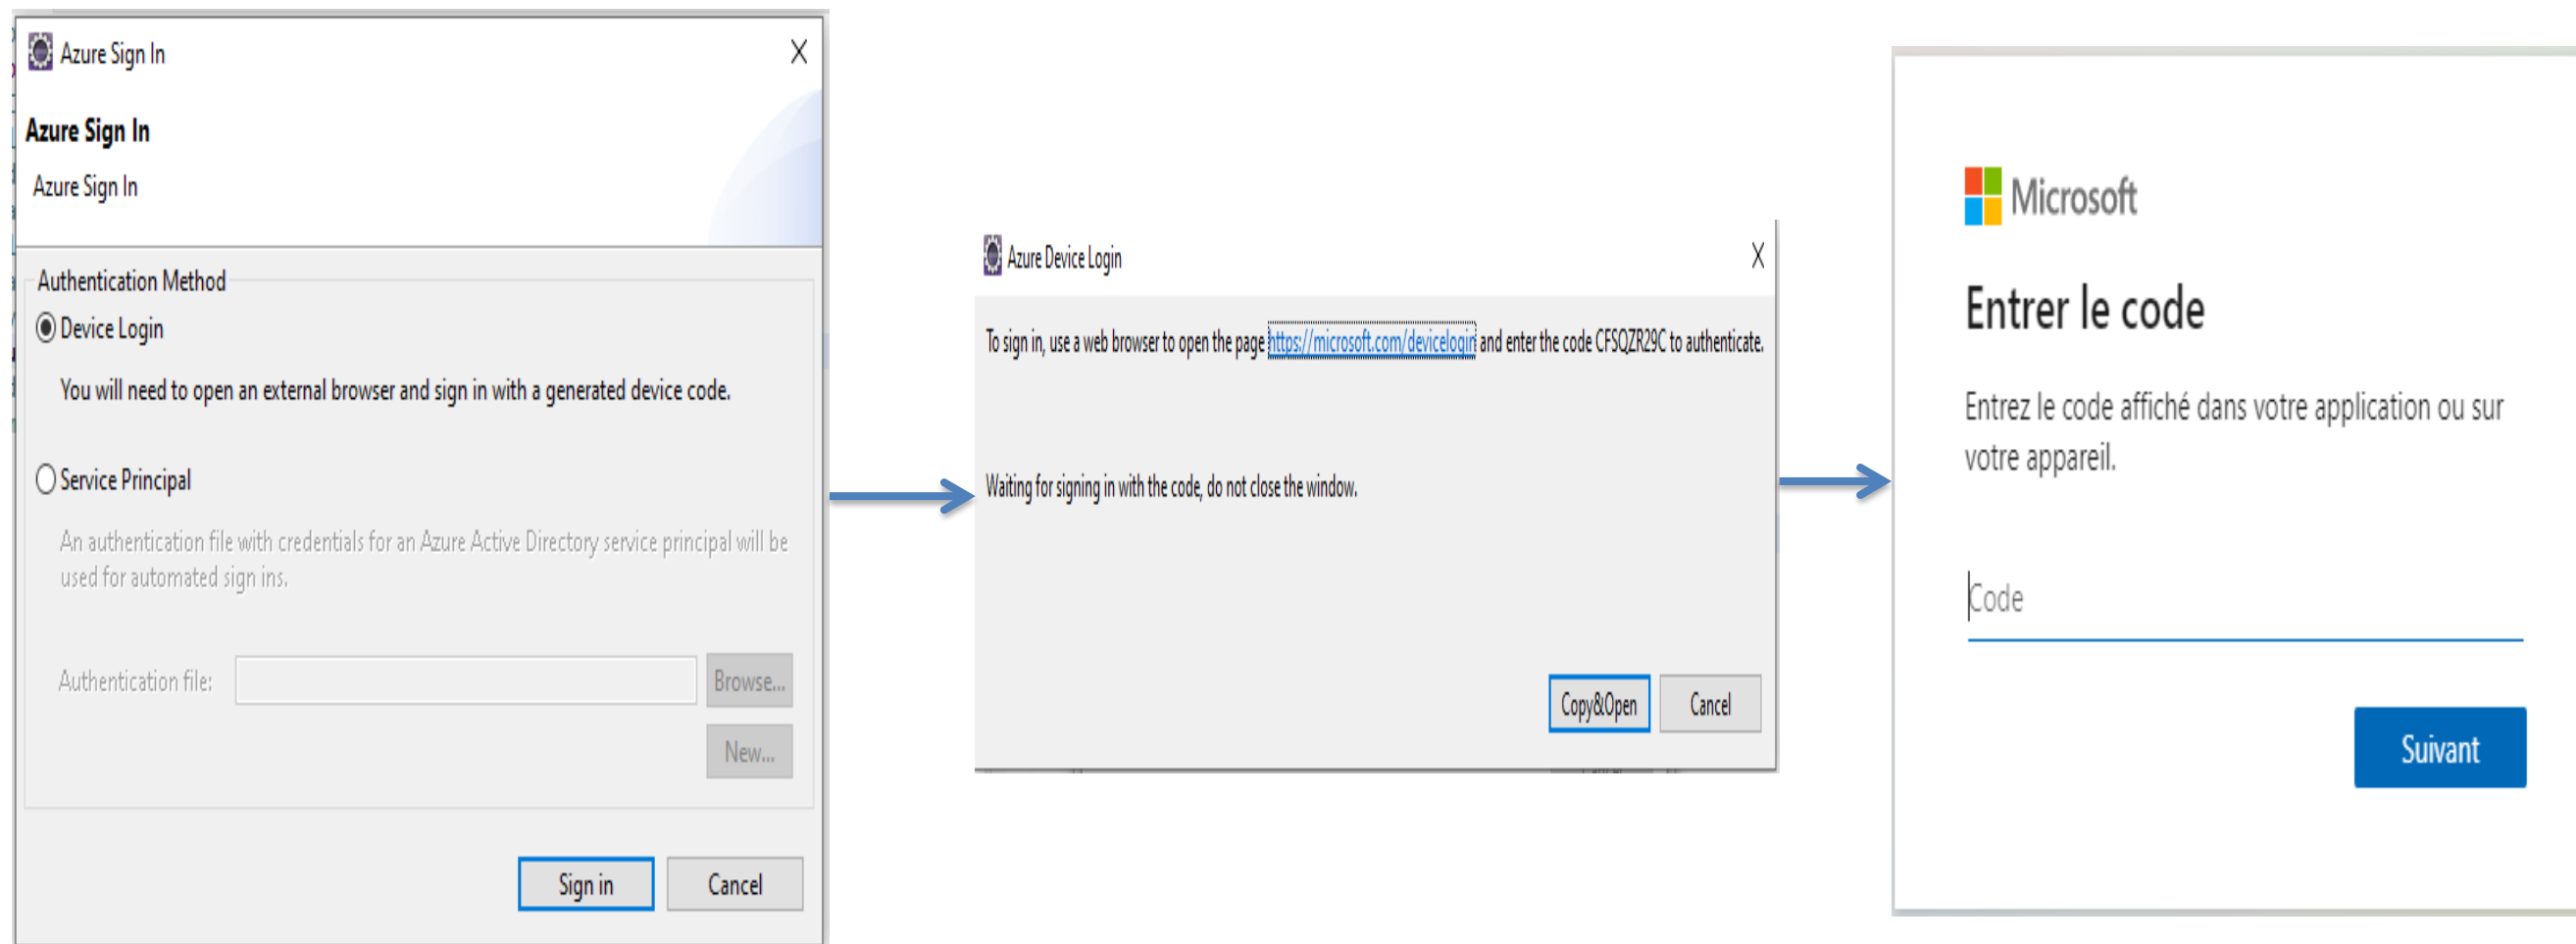 Azure Sign In
Azure Sign In
Azure Sign In
Authentication Method
Device Login
You will need to open an external browser and sign in with a generated device code.
Service Principal
An authentication file with credentials for an Azure Active Directory service principal will be
used for automated sign ins.
Authentication file:
Browse...
New...
Sign in
Cancel
Azure Device Login
To sign in, use a web browser to open the page https://microsoft.com/devicelogin and enter the code CFSQZR29C to authenticate.
Waiting for signing in with the code, do not close the window.
Copy&Open
Cancel
Microsoft
Entrer le code
Entrez le code affiché dans votre application ou sur
votre appareil.
Code
Suivant